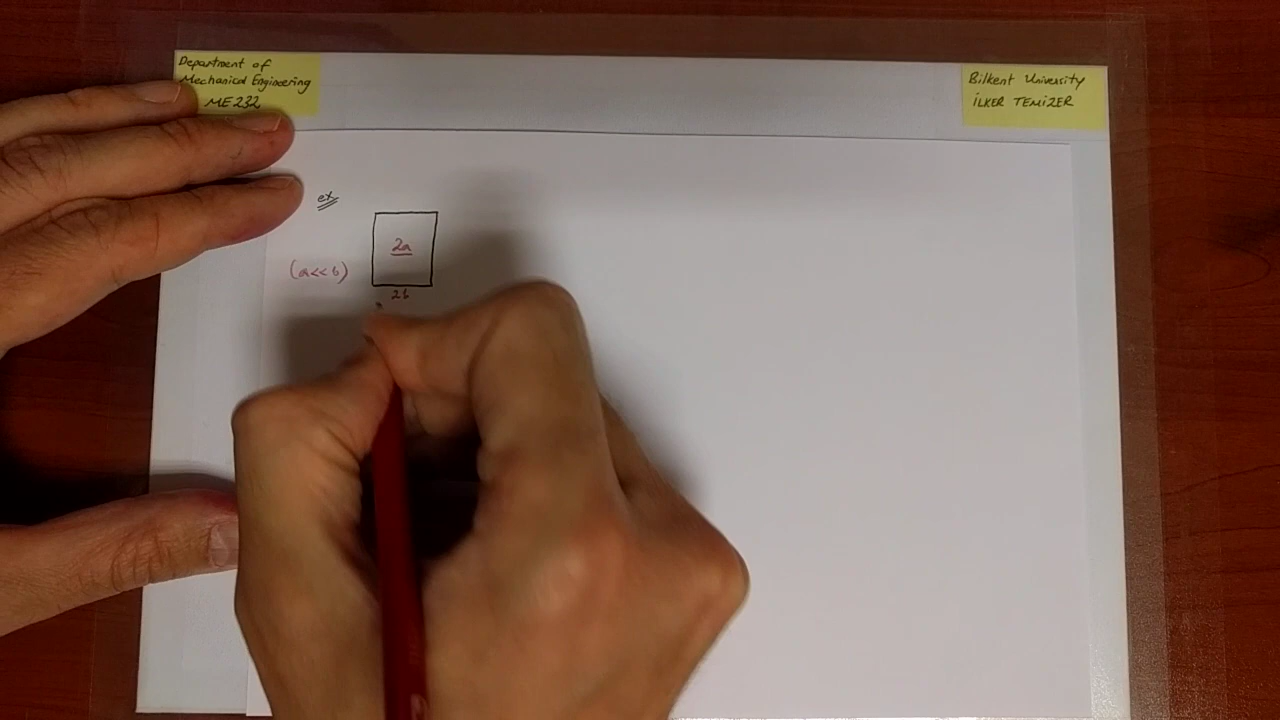 Department of
Mechanical Engineering
ME232
Bilkent University
İLKER TEMİZER
ex
2a
(a<<b)
2b